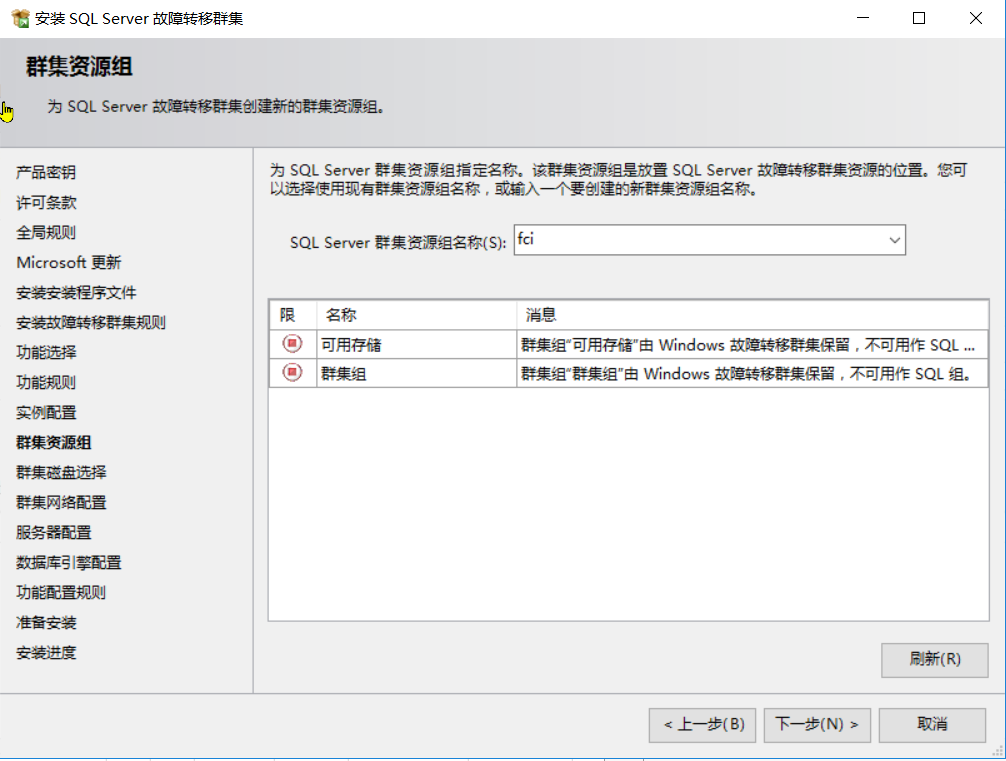 安装 SQL Server 故障转移群集
群集资源组
为 SQL Server 故障转移群集创建新的群集资源组。
产品密钥
许可条款
全局规则
Microsoft 更新
安装安装程序文件
安装故障转移群集规则
功能选择
功能规则
实例配置
群集资源组
群集磁盘选择
群集网络配置
服务器配置
数据库引擎配置
功能配置规则
准备安装
安装进度
为 SQL Server 群集资源组指定名称。该群集资源组是放置 SQL Server 故障转移群集资源的位置。您可
以选择使用现有群集资源组名称，或输入一个要创建的新群集资源组名称。
SQL Server 群集资源组名称(S): fci
限 名称 消息
可用存储 群集组“可用存储”由 Windows 故障转移群集保留，不可用作 SQL ...
群集组 群集组“群集组”由 Windows 故障转移群集保留，不可用作 SQL 组。
刷新(R)
< 上一步(B) 下一步(N) > 取消